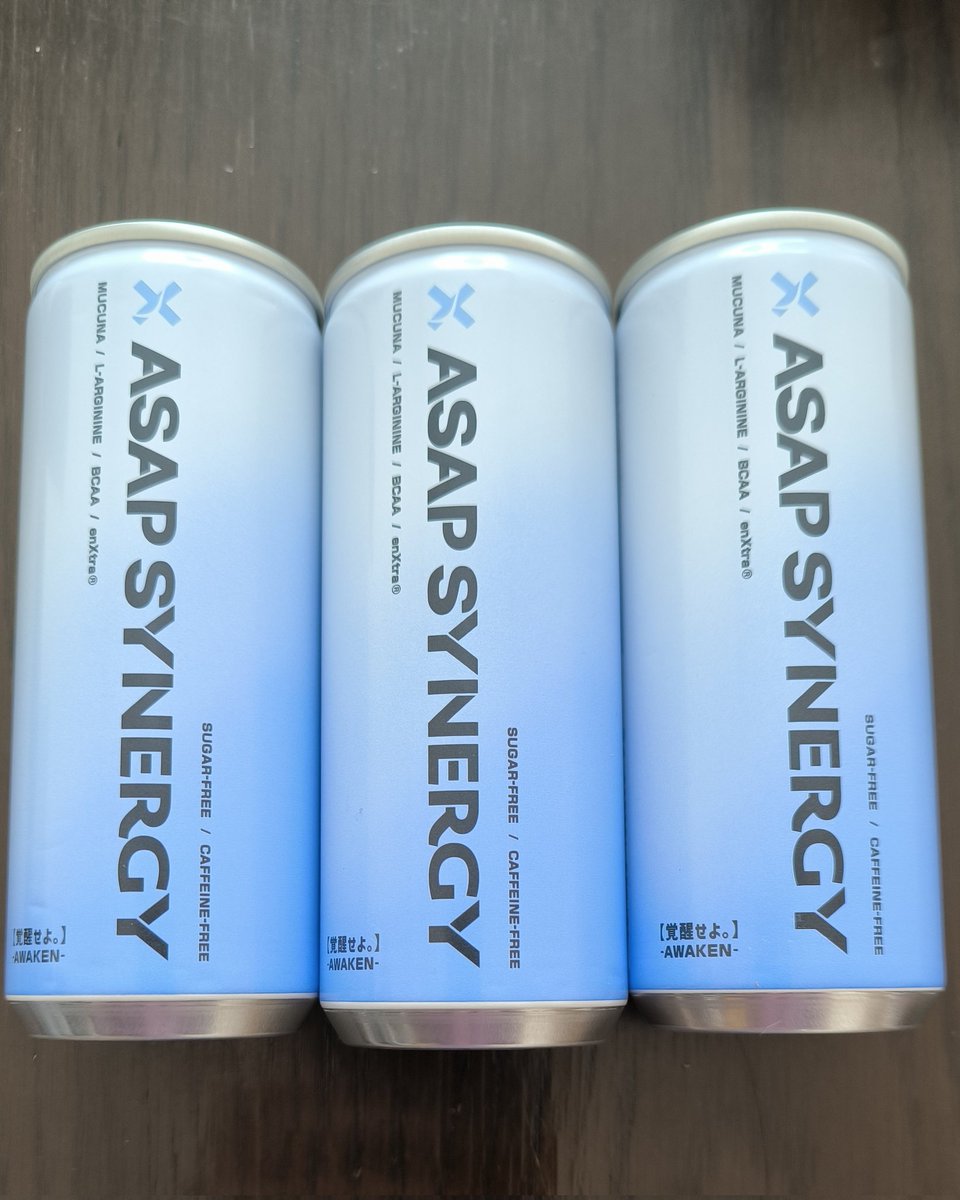 ASAP SYNERGY
MUCUNA / L-ARGININE / BCAA / enXtra®
SUGAR-FREE / CAFFEINE-FREE
【覚醒せよ。】
-AWAKEN-
ASAP SYNERGY
MUCUNA / L-ARGININE / BCAA / enXtra®
SUGAR-FREE / CAFFEINE-FREE
【覚醒せよ。】
-AWAKEN-
ASAP SYNERGY
MUCUNA / L-ARGININE / BCAA / enXtra®
SUGAR-FREE / CAFFEINE-FREE
【覚醒せよ。】
-AWAKEN-